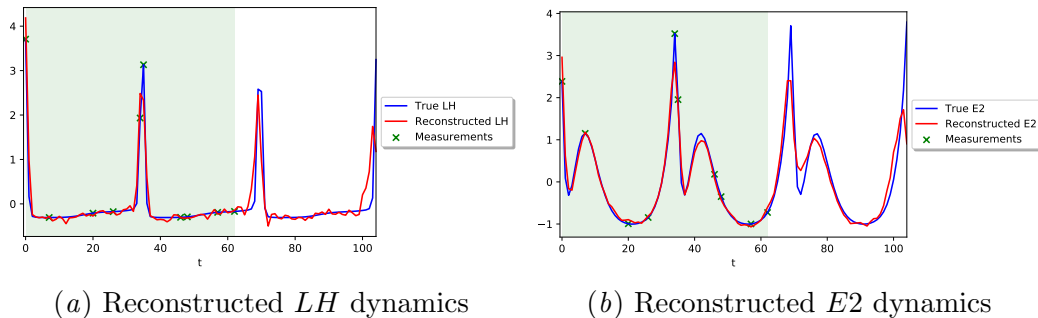 4
3
2
1
0
0
20
40
60
80
100
t
True LH
Reconstructed LH
Measurements
(a) Reconstructed LH dynamics
4
3
2
1
0
−1
0
20
40
60
80
100
t
True E2
Reconstructed E2
Measurements
(b) Reconstructed E2 dynamics